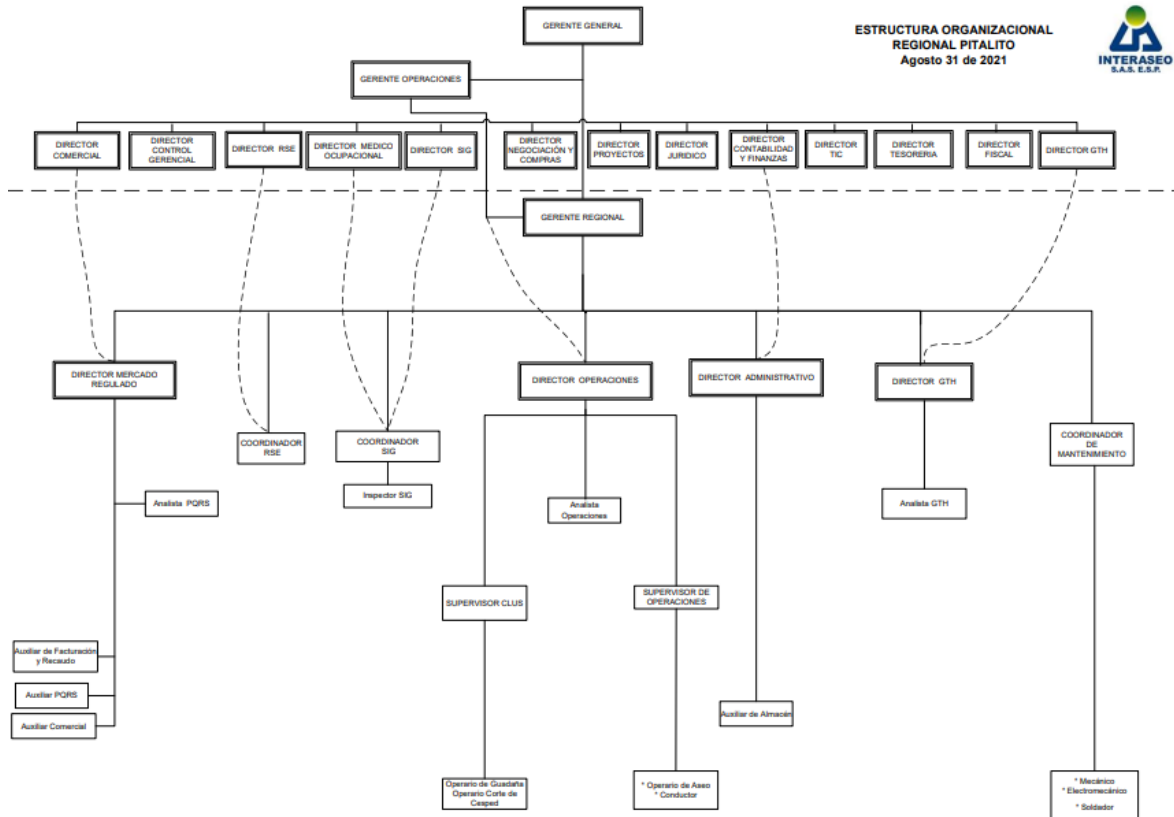 GERENTE GENERAL
ESTRUCTURA ORGANIZACIONAL
REGIONAL PITALITO
Agosto 31 de 2021
INTERASEO
S.A.S. E.S.P.
GERENTE OPERACIONES
DIRECTOR
COMERCIAL
DIRECTOR
CONTROL
GERENCIAL
DIRECTOR RSE
DIRECTOR MEDICO
OCUPACIONAL
DIRECTOR SIG
DIRECTOR
NEGOCIACIÓN Y
COMPRAS
DIRECTOR
PROYECTOS
DIRECTOR
JURIDICO
DIRECTOR
CONTABILIDAD
Y FINANZAS
DIRECTOR
TIC
DIRECTOR
TESORERIA
DIRECTOR
FISCAL
DIRECTOR GTH
GERENTE REGIONAL
DIRECTOR MERCADO
REGULADO
DIRECTOR OPERACIONES
DIRECTOR ADMINISTRATIVO
DIRECTOR GTH
COORDINADOR
RSE
COORDINADOR
SIG
COORDINADOR
DE
MANTENIMIENTO
Analista PQRS
Inspector SIG
Analista
Operaciones
Analista GTH
SUPERVISOR CLUS
SUPERVISOR DE
OPERACIONES
Auxiliar de Facturación
y Recaudo
Auxiliar PQRS
Auxiliar Comercial
Auxiliar de Almacén
Operario de Guadaña
Operario Corte de
Cesped
* Operario de Aseo
* Conductor
* Mecánico
* Electromecánico
* Soldador